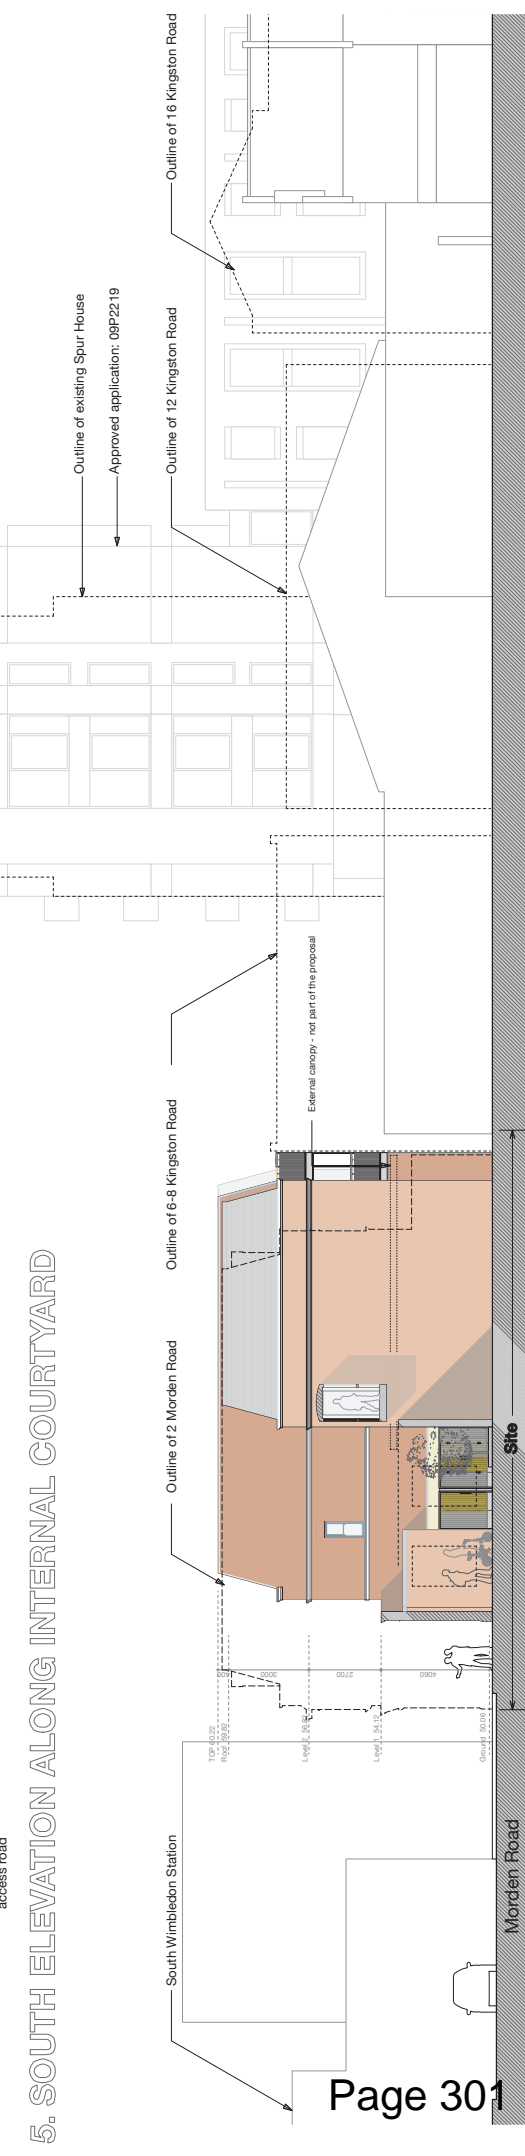 access road
5. SOUTH ELEVATION ALONG INTERNAL COURTYARD
South Wimbledon Station
Outline of 2 Morden Road
Outline of 6-8 Kingston Road
Outline of existing Spur House
Approved application: 09P2219
Outline of 12 Kingston Road
Outline of 16 Kingston Road
External canopy - not part of the proposal
TOP 60.22
Roof 59.82
Level 2 56.82
Level 1 54.12
Ground 50.06
3000
2700
4060
Site
Morden Road
Page 301